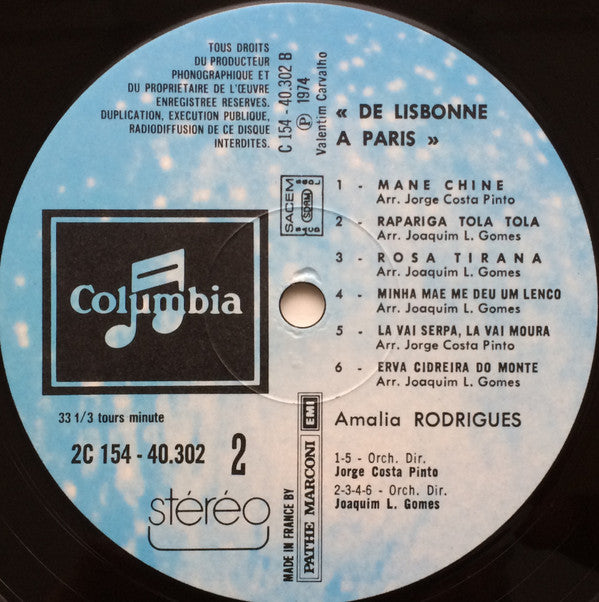 TOUS DROITS
DU PRODUCTEUR
PHONOGRAPHIQUE ET
DU PROPRIETAIRE DE L'ŒUVRE
ENREGISTREE RESERVES.
DUPLICATION, EXECUTION PUBLIQUE,
RADIODIFFUSION DE CE DISQUE
INTERDITES.
C 154 - 40.302 B
Ⓟ 1974
Valentim Carvalho
« DE LISBONNE
A PARIS »
SACEM
SDRM
1 - MANE CHINE
Arr. Jorge Costa Pinto
2 - RAPARIGA TOLA TOLA
Arr. Joaquim L. Gomes
3 - ROSA TIRANA
Arr. Joaquim L. Gomes
4 - MINHA MAE ME DEU UM LENCO
Arr. Joaquim L. Gomes
5 - LA VAI SERPA, LA VAI MOURA
Arr. Jorge Costa Pinto
6 - ERVA CIDREIRA DO MONTE
Arr. Joaquim L. Gomes
Columbia
33 1/3 tours minute
2C 154 - 40.302 2
stéréo
MADE IN FRANCE BY
PATHE MARCONI EMI
Amalia RODRIGUES
1-5 - Orch. Dir.
Jorge Costa Pinto
2-3-4-6 - Orch. Dir.
Joaquim L. Gomes